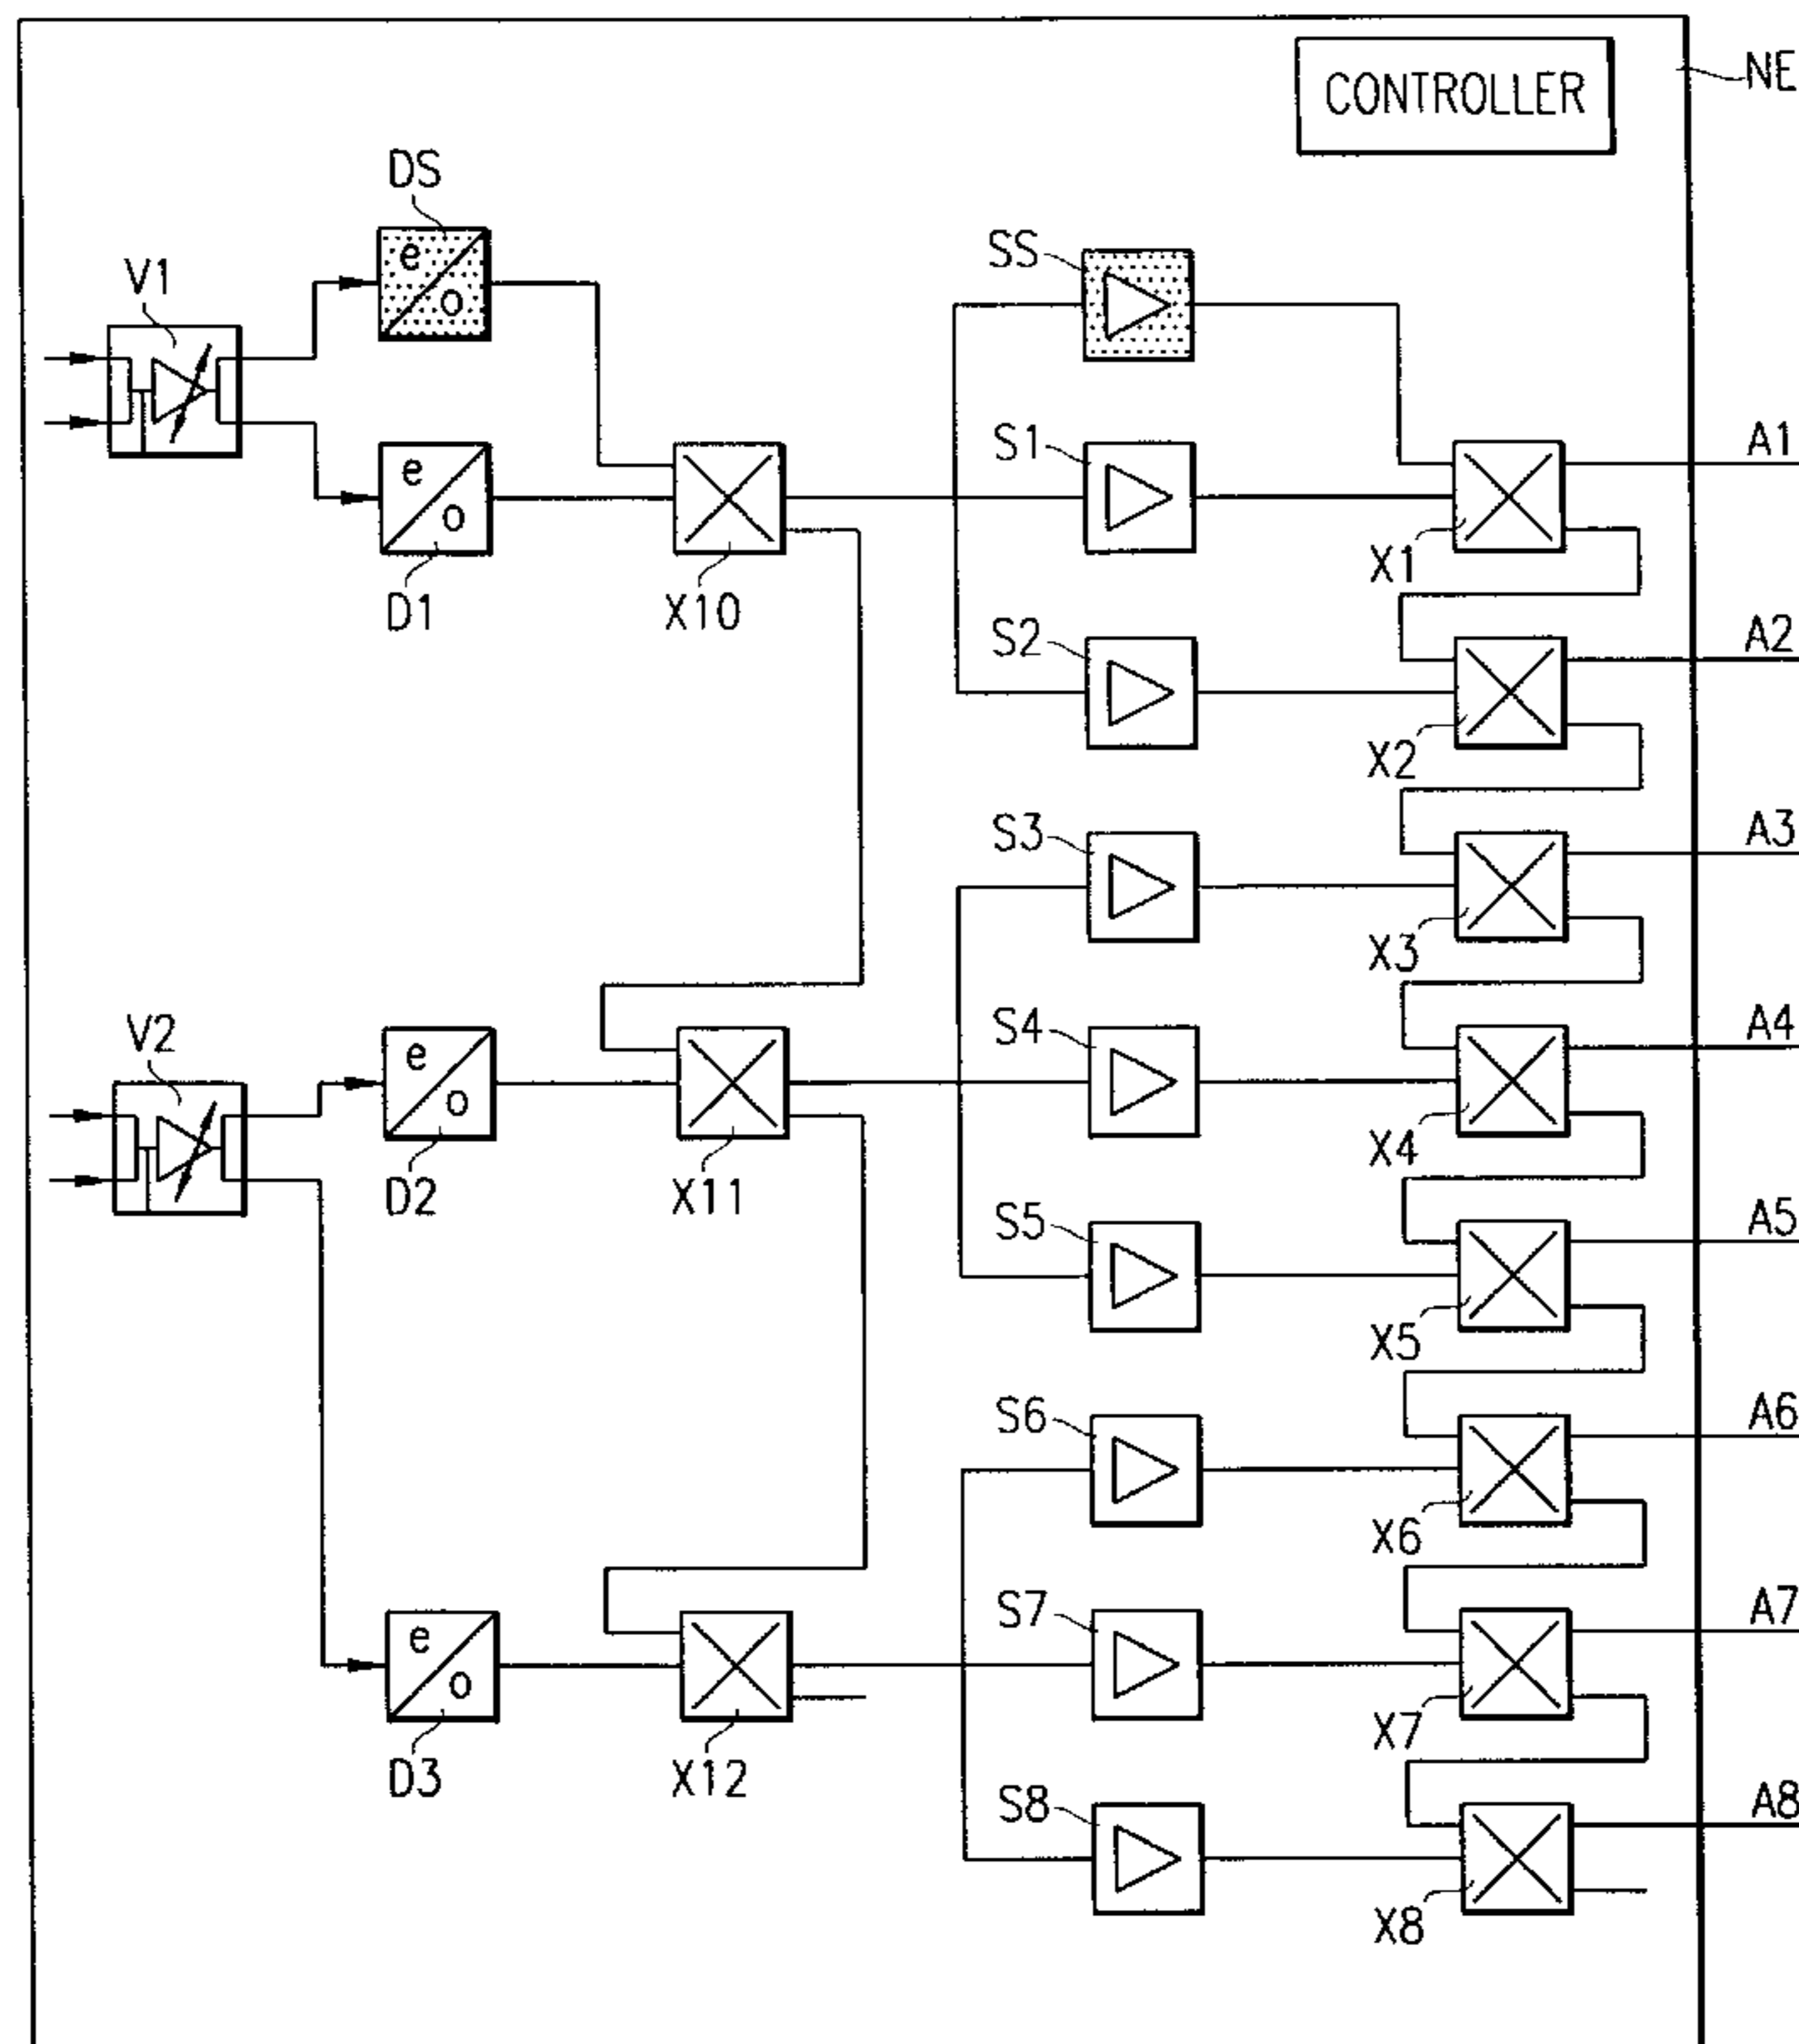 CONTROLLER
NE
DS
e
o
V1
SS
e
o
D1
X10
S1
X1
A1
S2
X2
A2
S3
X3
A3
V2
e
o
D2
X11
S4
X4
A4
S5
X5
A5
S6
X6
A6
e
o
D3
X12
S7
X7
A7
S8
X8
A8